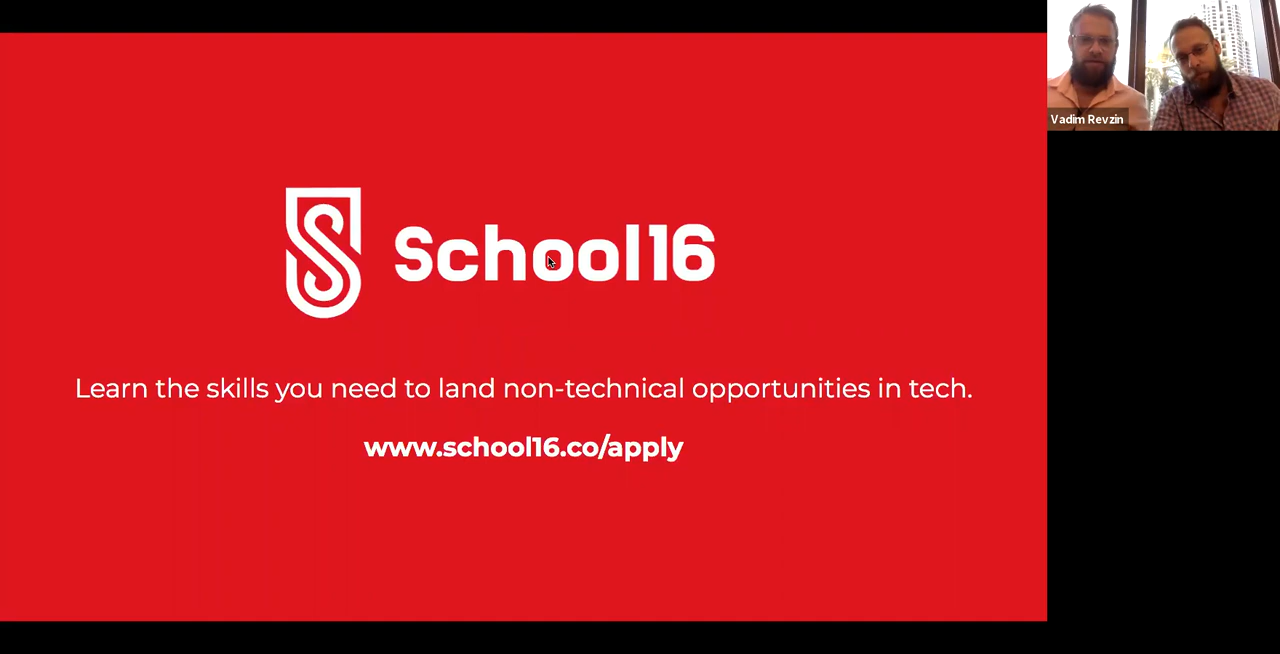 School16
Learn the skills you need to land non-technical opportunities in tech.
www.school16.co/apply
Vadim Revzin